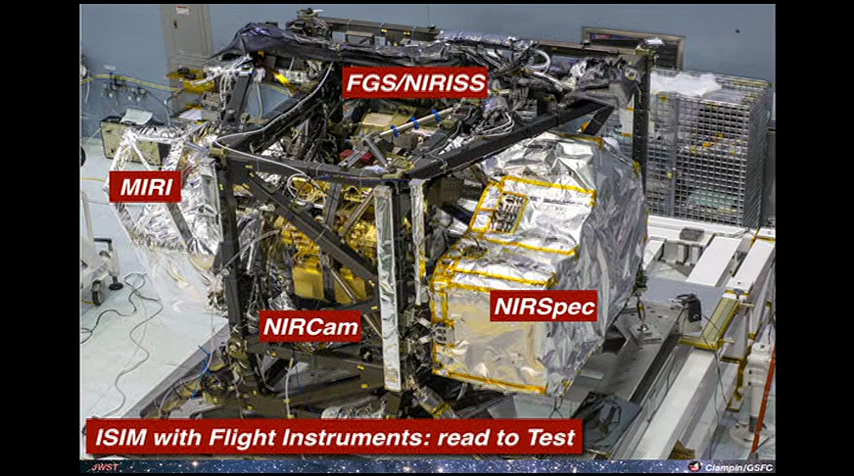 FGS/NIRISS
MIRI
NIRSpec
NIRCam
ISIM with Flight Instruments: read to Test
JWST
Clampin/GSFC